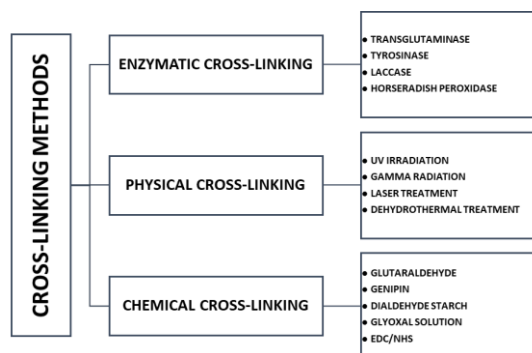 CROSS-LINKING METHODS
ENZYMATIC CROSS-LINKING
● TRANSGLUTAMINASE
● TYROSINASE
● LACCASE
● HORSERADISH PEROXIDASE
PHYSICAL CROSS-LINKING
● UV IRRADIATION
● GAMMA RADIATION
● LASER TREATMENT
● DEHYDROTHERMAL TREATMENT
CHEMICAL CROSS-LINKING
● GLUTARALDEHYDE
● GENIPIN
● DIALDEHYDE STARCH
● GLYOXAL SOLUTION
● EDC/NHS